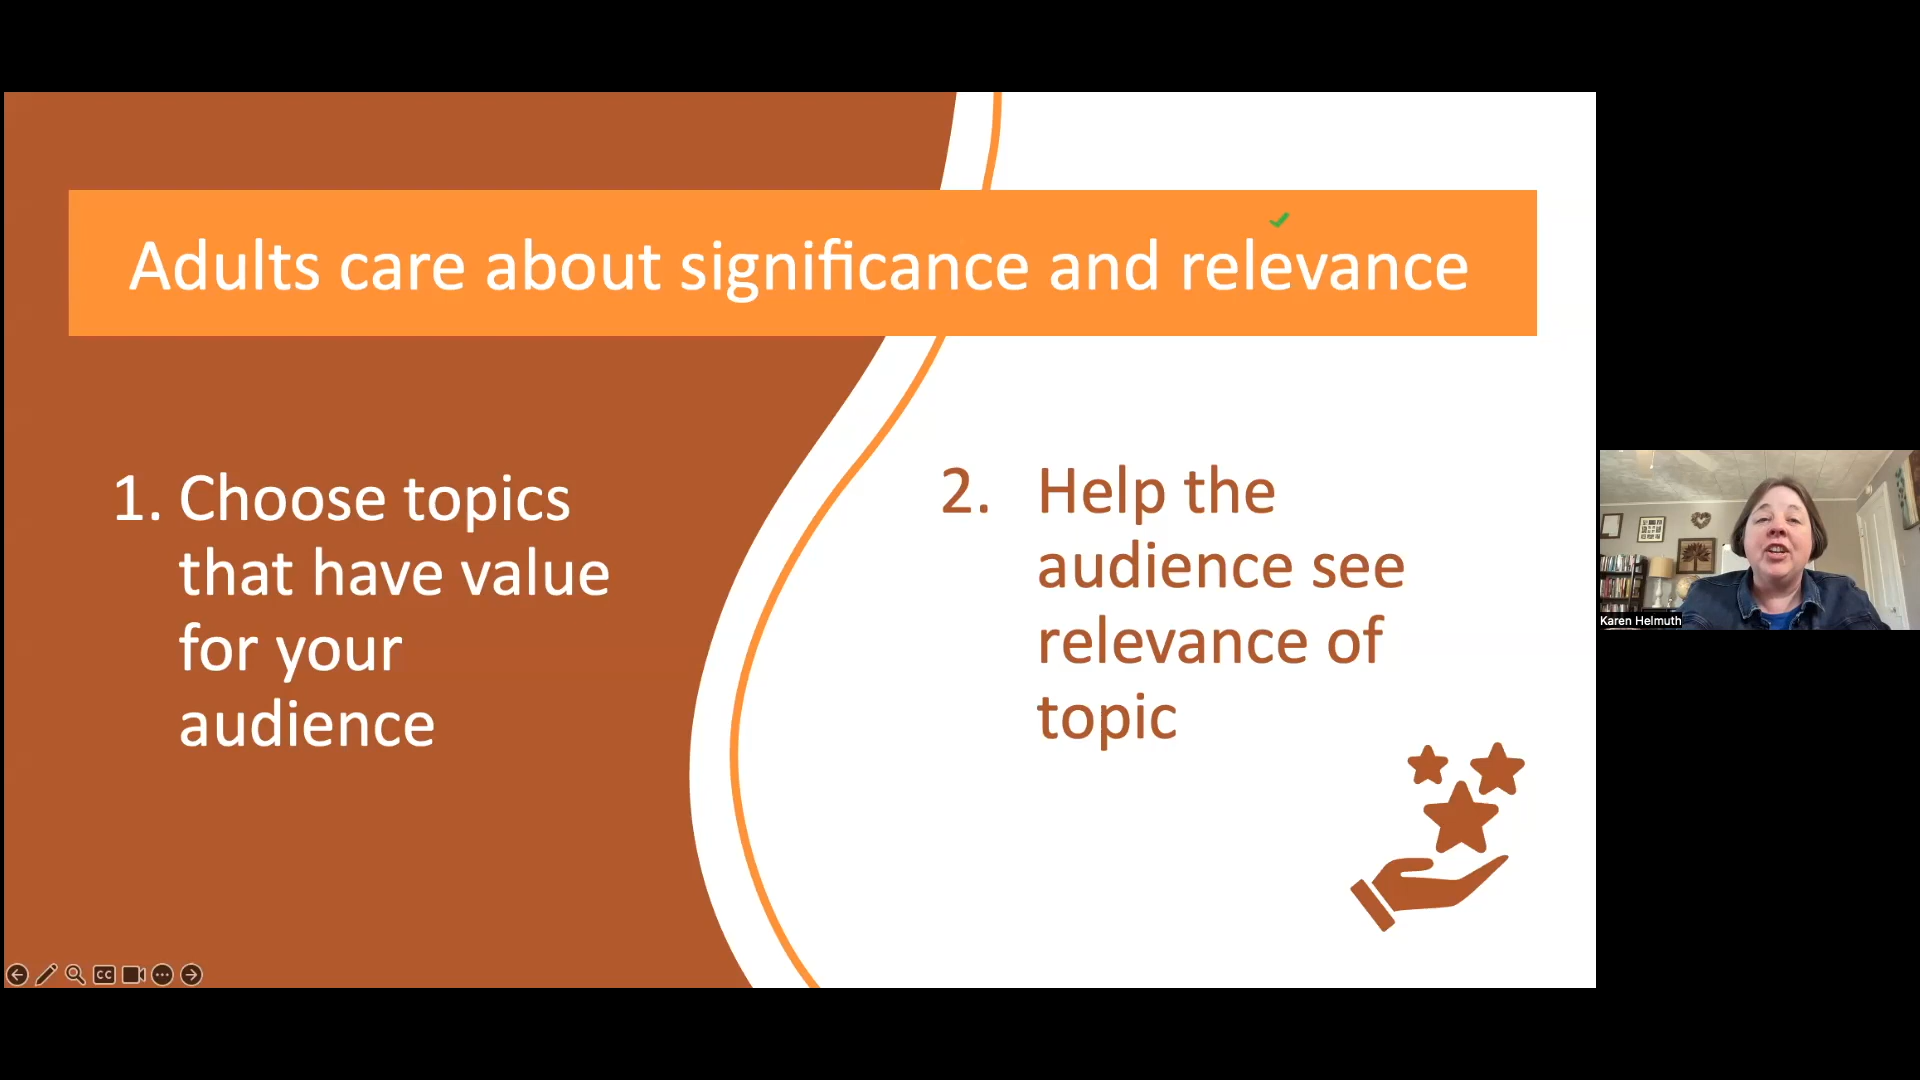 Adults care about significance and relevance
1. Choose topics
that have value
for your
audience
2. Help the
audience see
relevance of
topic
Karen Helmuth
CC